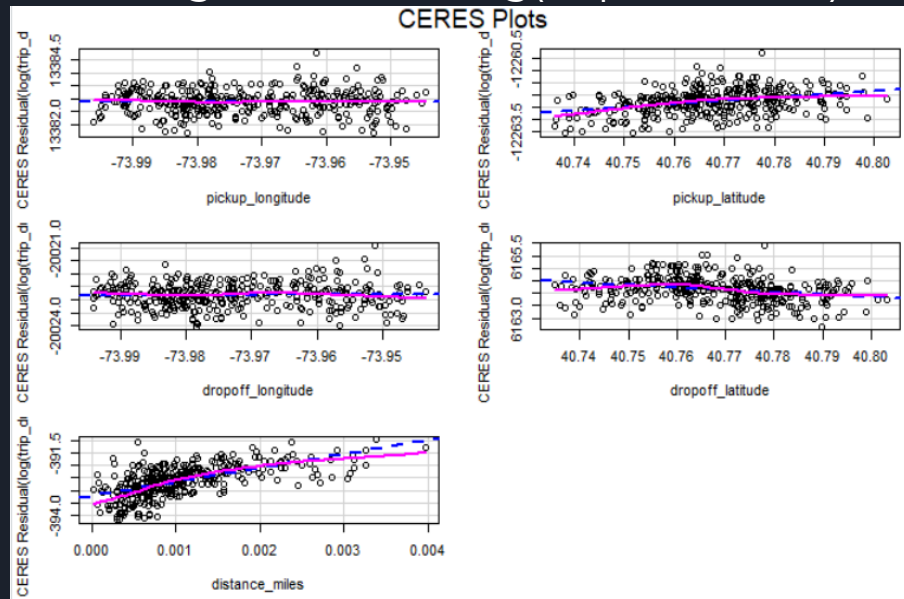 CERES Plots
CERES Residual(log(trip_d
13382.0 13384.5
-73.99 -73.98 -73.97 -73.96 -73.95
pickup_longitude
CERES Residual(log(trip_d
-12263.5 -12260.5
40.74 40.75 40.76 40.77 40.78 40.79 40.80
pickup_latitude
CERES Residual(log(trip_d
-20024.0 -20021.0
-73.99 -73.98 -73.97 -73.96 -73.95
dropoff_longitude
CERES Residual(log(trip_d
6163.0 6165.5
40.74 40.75 40.76 40.77 40.78 40.79 40.80
dropoff_latitude
CERES Residual(log(trip_d
-394.0 -391.5
0.000 0.001 0.002 0.003 0.004
distance_miles